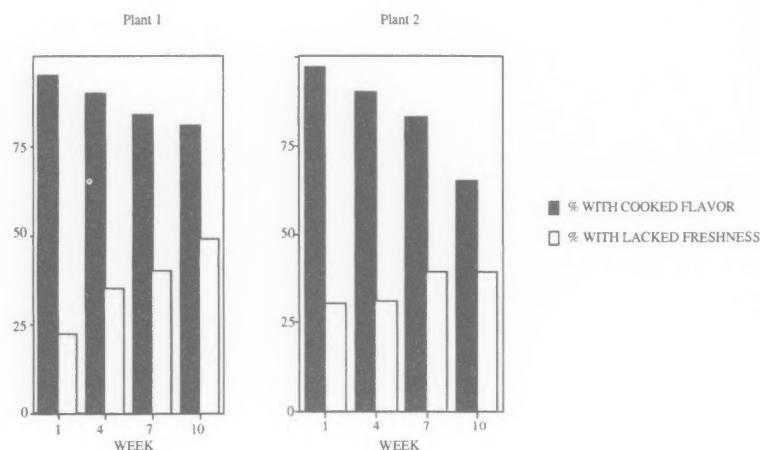 Plant 1
Plant 2
75
50
25
0
1 4 7 10
WEEK
75
50
25
0
1 4 7 10
WEEK
% WITH COOKED FLAVOR
% WITH LACKED FRESHNESS